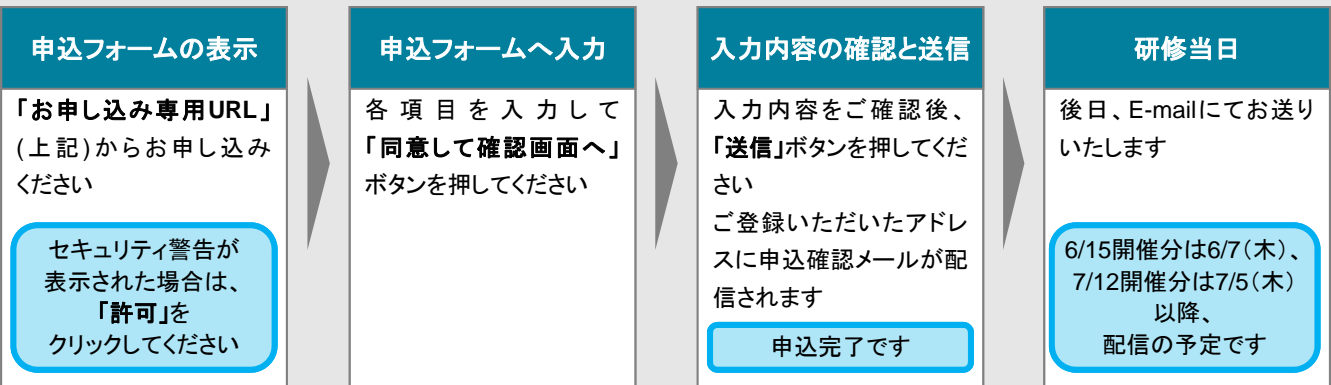 申込フォームの表示
「お申し込み専用URL」
(上記)からお申し込み
ください
セキュリティ警告が
表示された場合は、
「許可」を
クリックしてください
申込フォームへ入力
各項目を入力して
「同意して確認画面へ」
ボタンを押してください
入力内容の確認と送信
入力内容をご確認後、
「送信」ボタンを押してくだ
さい
ご登録いただいたアドレ
スに申込確認メールが配
信されます
申込完了です
研修当日
後日、E-mailにてお送り
いたします
6/15開催分は6/7(木)、
7/12開催分は7/5(木)
以降、
配信の予定です